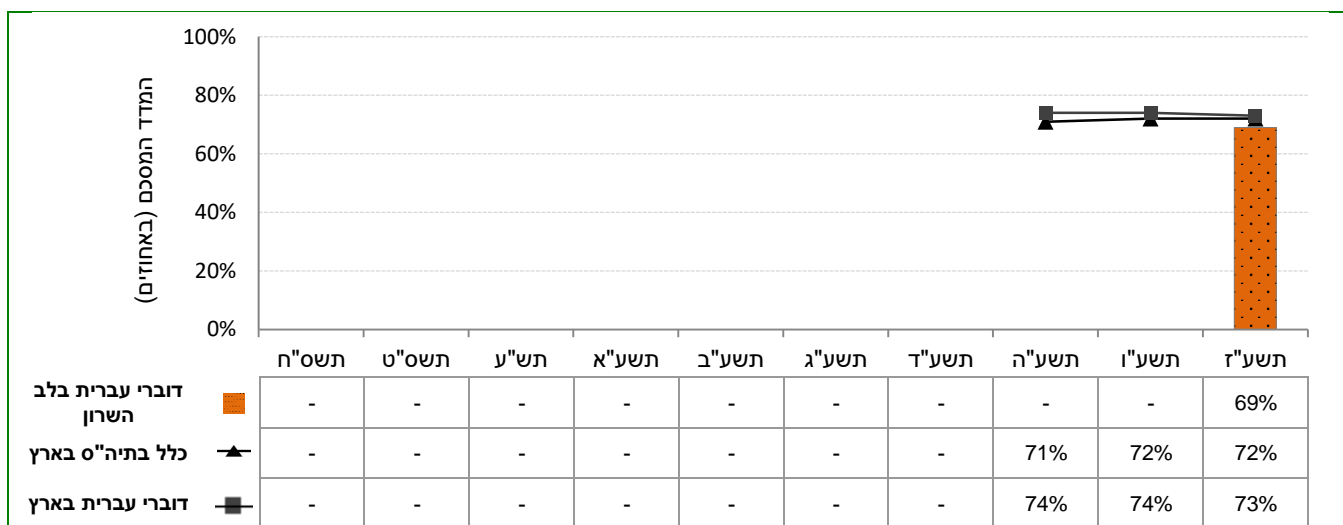 100%
80%
60%
40%
20%
0%
המדד המסכם (באחוזים)
תשס"ח תשס"ט תש"ע תשע"א תשע"ב תשע"ג תשע"ד תשע"ה תשע"ו תשע"ז
דוברי עברית בלב
השרון
- - - - - - - - - 69%
כלל בתיה"ס בארץ - - - - - - - 71% 72% 72%
דוברי עברית בארץ - - - - - - - 74% 74% 73%